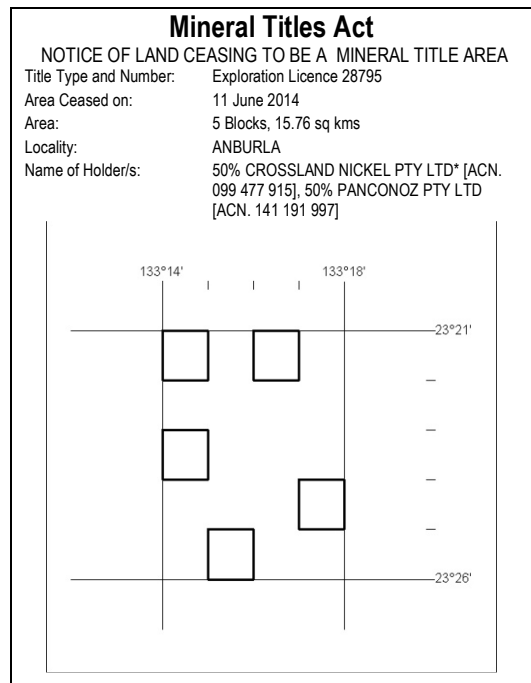 Mineral Titles Act
NOTICE OF LAND CEASING TO BE A MINERAL TITLE AREA
Title Type and Number: Exploration Licence 28795
Area Ceased on: 11 June 2014
Area: 5 Blocks, 15.76 sq kms
Locality: ANBURLA
Name of Holder/s: 50% CROSSLAND NICKEL PTY LTD* [ACN.
099 477 915], 50% PANCONOZ PTY LTD
[ACN. 141 191 997]
133°14' 133°18'
23°21'
23°26'